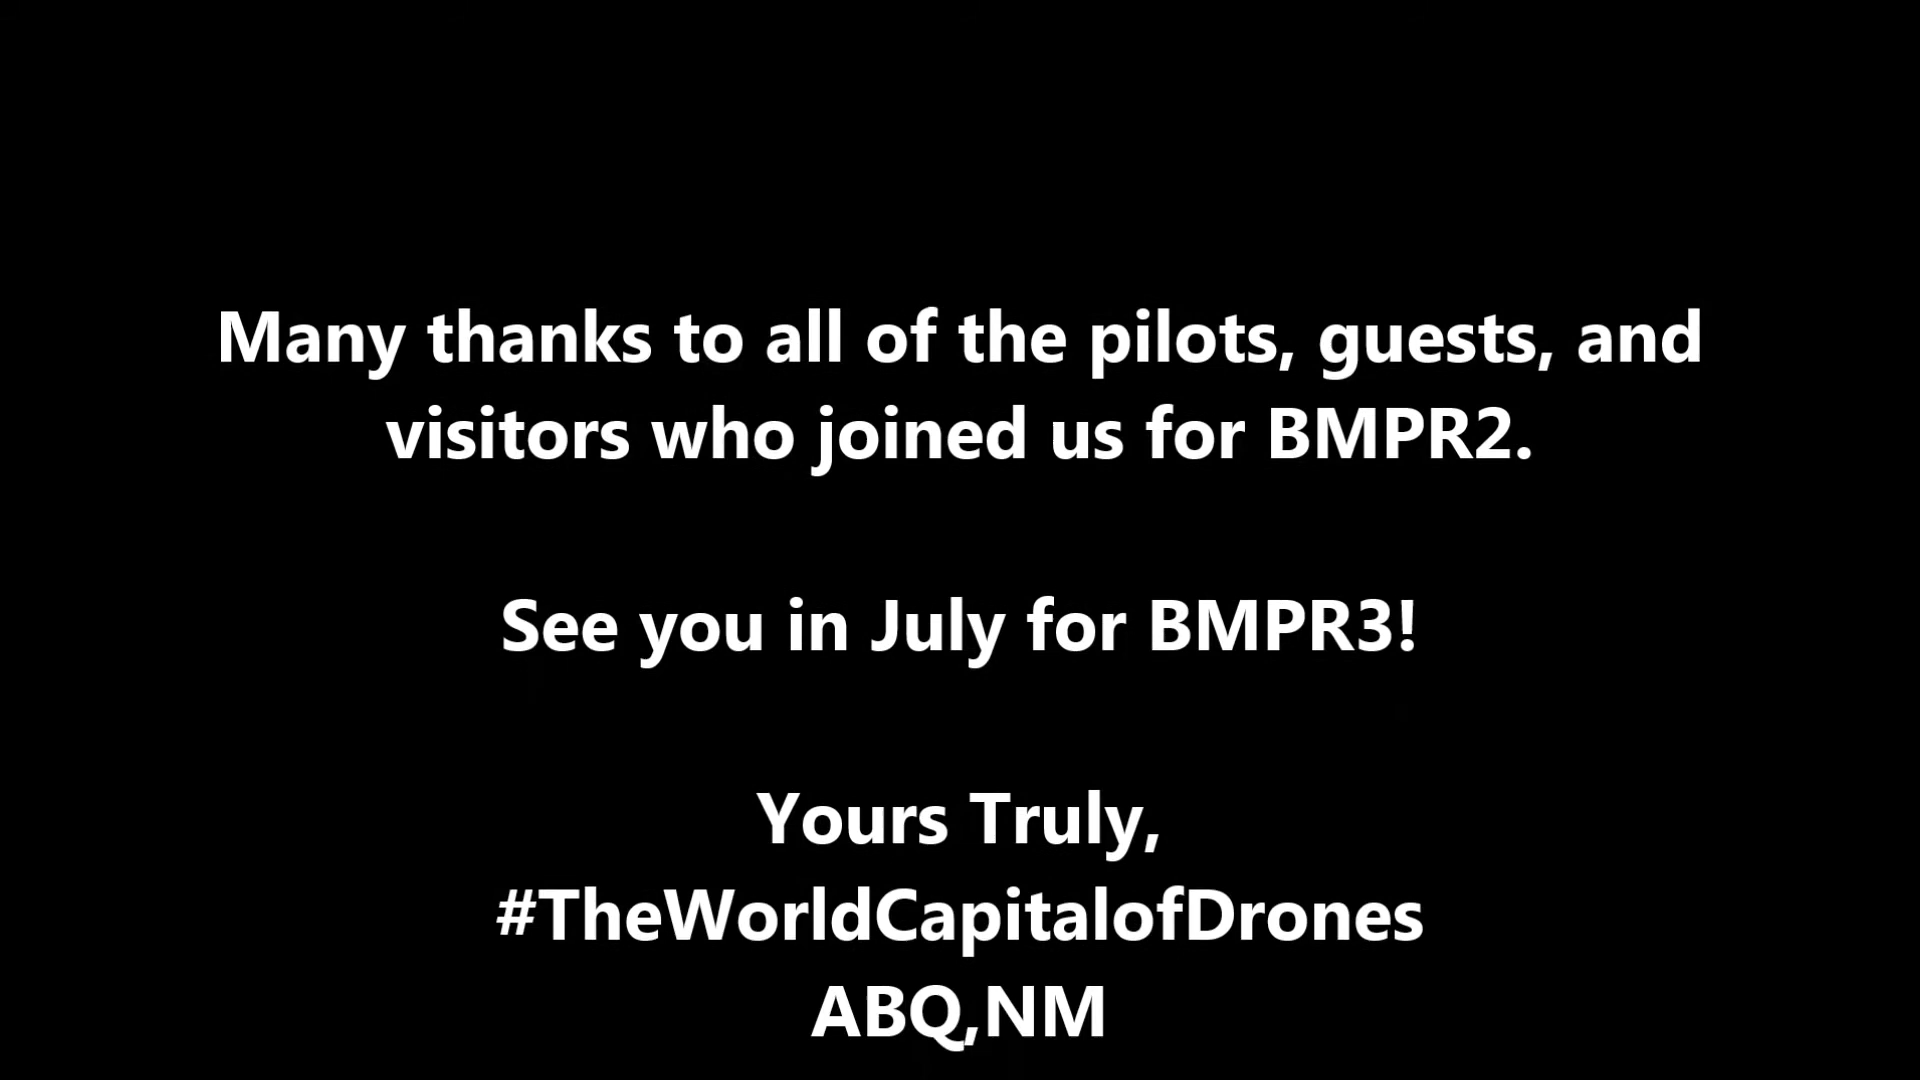 Many thanks to all of the pilots, guests, and
visitors who joined us for BMPR2.
See you in July for BMPR3!
Yours Truly,
#TheWorldCapitalofDrones
ABQ,NM